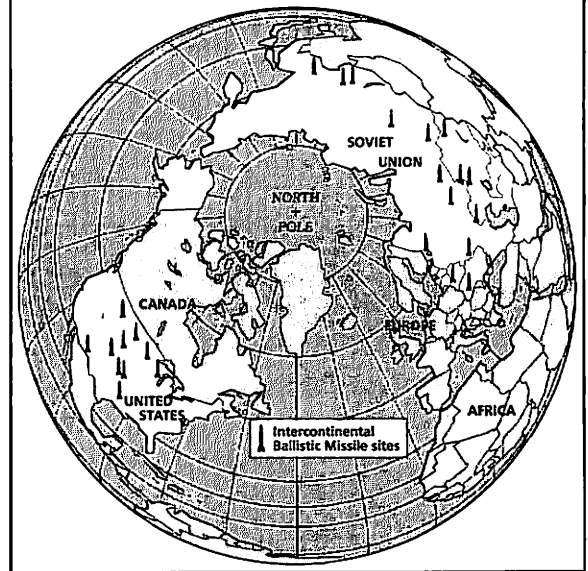 SOVIET
UNION
NORTH
POLE
CANADA
EUROPE
UNITED
STATES
AFRICA
Intercontinental
Ballistic Missile sites